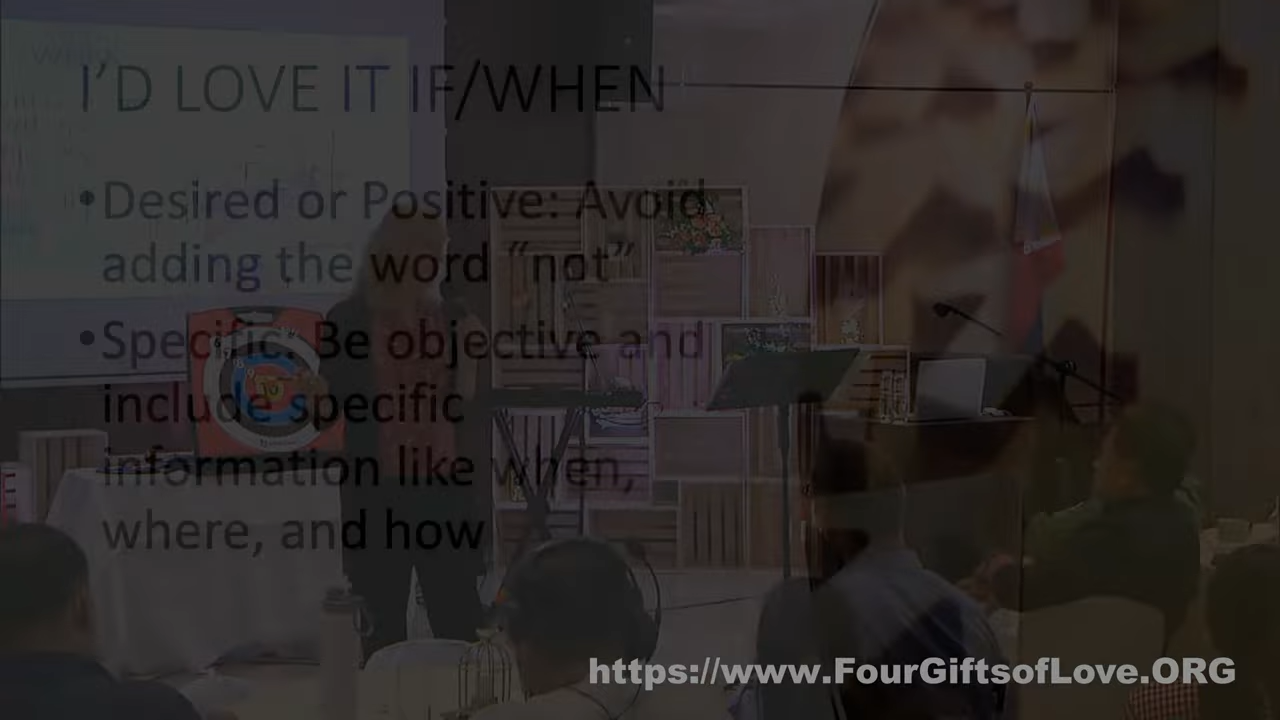 I'D LOVE IT IF/WHEN
•Desired or Positive: Avoid
adding the word “not”
•Specific: Be objective and
include specific
information like when,
where, and how
10
https://www.FourGiftsofLove.ORG